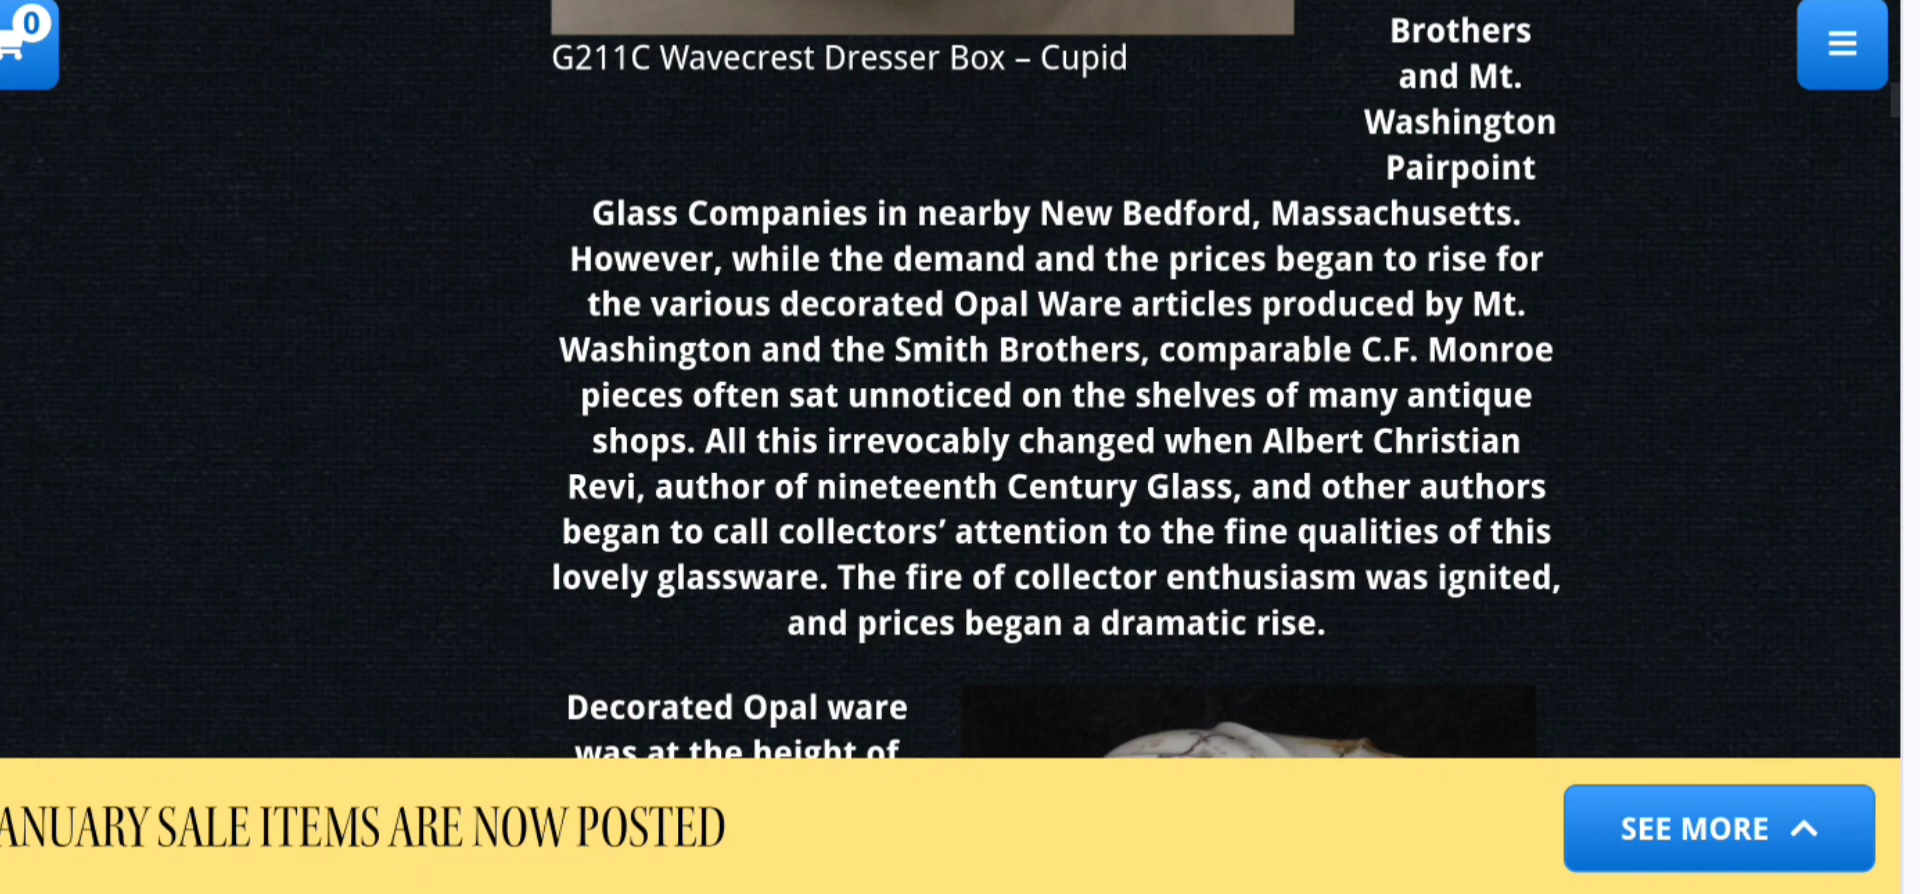 0
G211C Wavecrest Dresser Box – Cupid
Brothers
and Mt.
Washington
Pairpoint
Glass Companies in nearby New Bedford, Massachusetts.
However, while the demand and the prices began to rise for
the various decorated Opal Ware articles produced by Mt.
Washington and the Smith Brothers, comparable C.F. Monroe
pieces often sat unnoticed on the shelves of many antique
shops. All this irrevocably changed when Albert Christian
Revi, author of nineteenth Century Glass, and other authors
began to call collectors’ attention to the fine qualities of this
lovely glassware. The fire of collector enthusiasm was ignited,
and prices began a dramatic rise.
Decorated Opal ware
was at the height of
ANUARY SALE ITEMS ARE NOW POSTED
SEE MORE